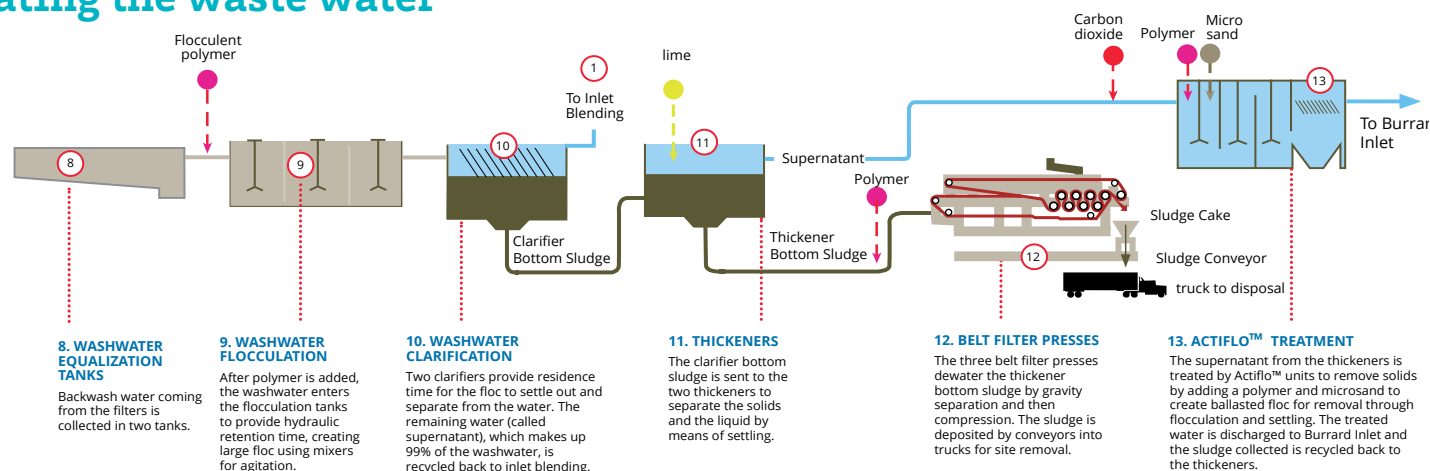 ating the waste water
Flocculent
polymer
1
To Inlet
Blending
lime
Carbon
dioxide
Polymer
Micro
sand
8
9
10
11
Supernatant
13
To Burrar
Inlet
Polymer
Clarifier
Bottom Sludge
Thickener
Bottom Sludge
12
Sludge Cake
Sludge Conveyor
truck to disposal
8. WASHWATER
EQUALIZATION
TANKS
Backwash water coming
from the filters is
collected in two tanks.
9. WASHWATER
FLOCCULATION
After polymer is added,
the washwater enters
the flocculation tanks
to provide hydraulic
retention time, creating
large floc using mixers
for agitation.
10. WASHWATER
CLARIFICATION
Two clarifiers provide residence
time for the floc to settle out and
separate from the water. The
remaining water (called
supernatant), which makes up
99% of the washwater, is
recycled back to inlet blending.
11. THICKENERS
The clarifier bottom
sludge is sent to the
two thickeners to
separate the solids
and the liquid by
means of settling.
12. BELT FILTER PRESSES
The three belt filter presses
dewater the thickener
bottom sludge by gravity
separation and then
compression. The sludge is
deposited by conveyors into
trucks for site removal.
13. ACTIFLO™ TREATMENT
The supernatant from the thickeners is
treated by Actiflo™ units to remove solids
by adding a polymer and microsand to
create ballasted floc for removal through
flocculation and settling. The treated
water is discharged to Burrard Inlet and
the sludge collected is recycled back to
the thickeners.